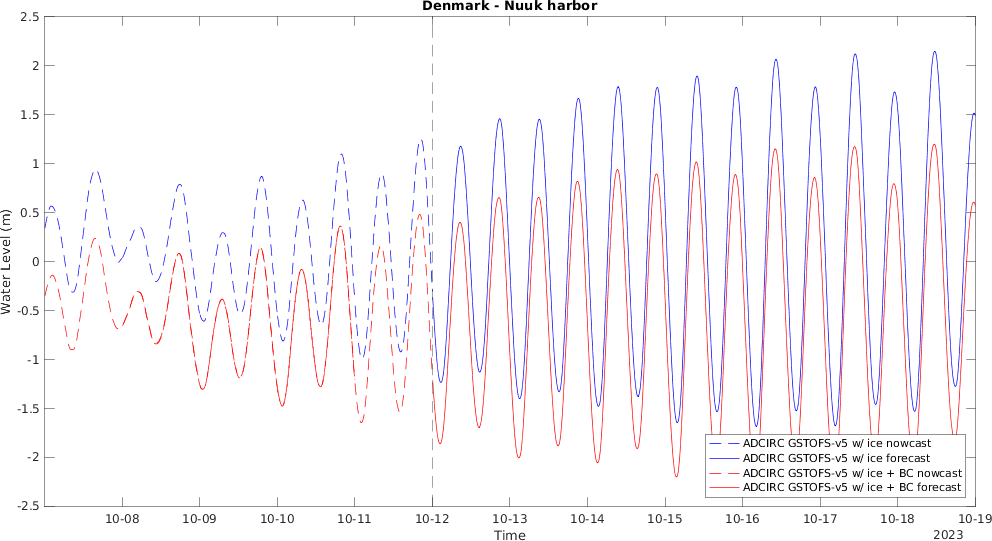 Denmark - Nuuk harbor
2.5
2
1.5
1
0.5
0
-0.5
-1
-1.5
-2
-2.5
Water Level (m)
ADCIRC GSTOFS-v5 w/ ice nowcast
ADCIRC GSTOFS-v5 w/ ice forecast
ADCIRC GSTOFS-v5 w/ ice + BC nowcast
ADCIRC GSTOFS-v5 w/ ice + BC forecast
10-08 10-09 10-10 10-11 10-12 10-13 10-14 10-15 10-16 10-17 10-18 10-19
Time
2023